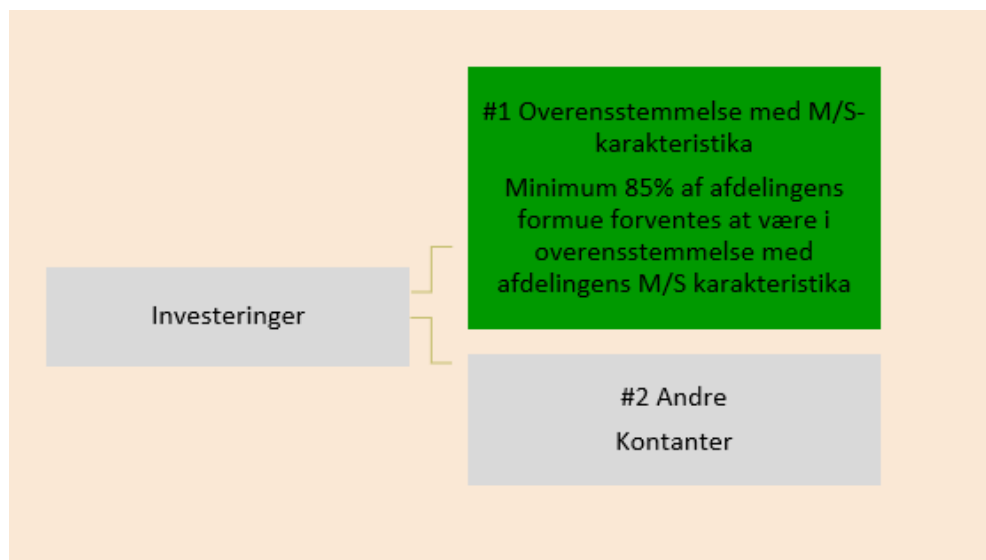 Investeringer
#1 Overensstemmelse med M/S-
karakteristika
Minimum 85% af afdelingens
formue forventes at være i
overensstemmelse med
afdelingens M/S karakteristika
#2 Andre
Kontanter